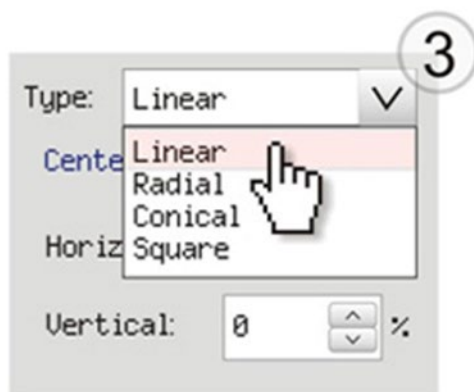 3
Type: Linear
Linear
Cente
Radial
Conical
Horiz Square
Vertical: 0 %